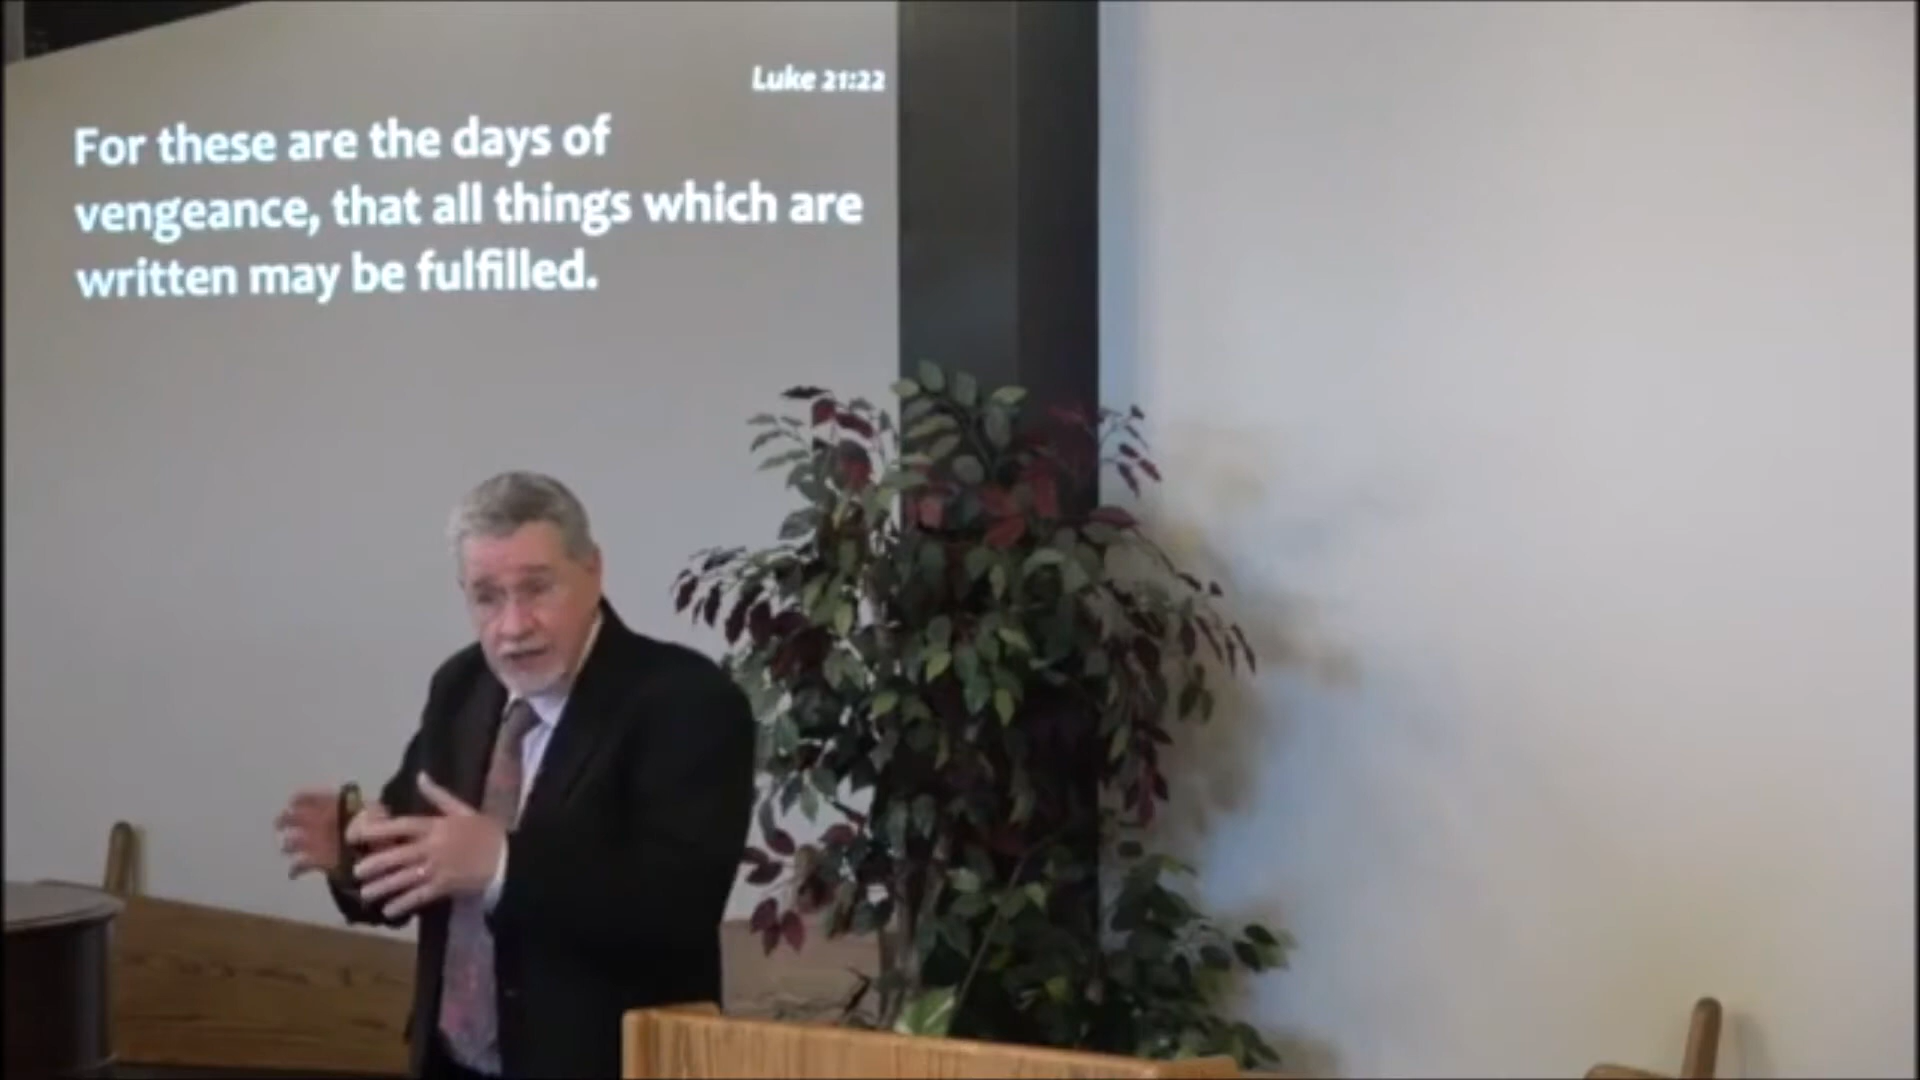 Luke 21:22
For these are the days of
vengeance, that all things which are
written may be fulfilled.